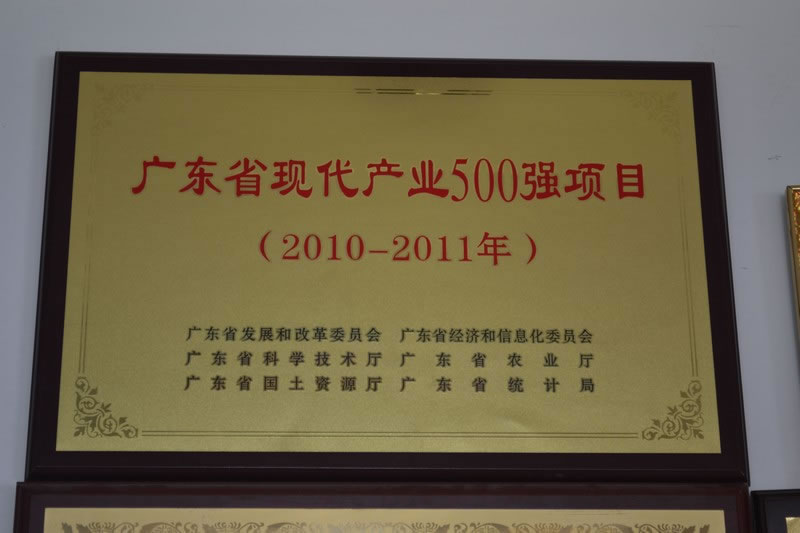 广东省现代产业500强项目
（2010-2011年）
广东省发展和改革委员会 广东省经济和信息化委员会
广东省科学技术厅 广东省农业厅
广东省国土资源厅 广东省统计局